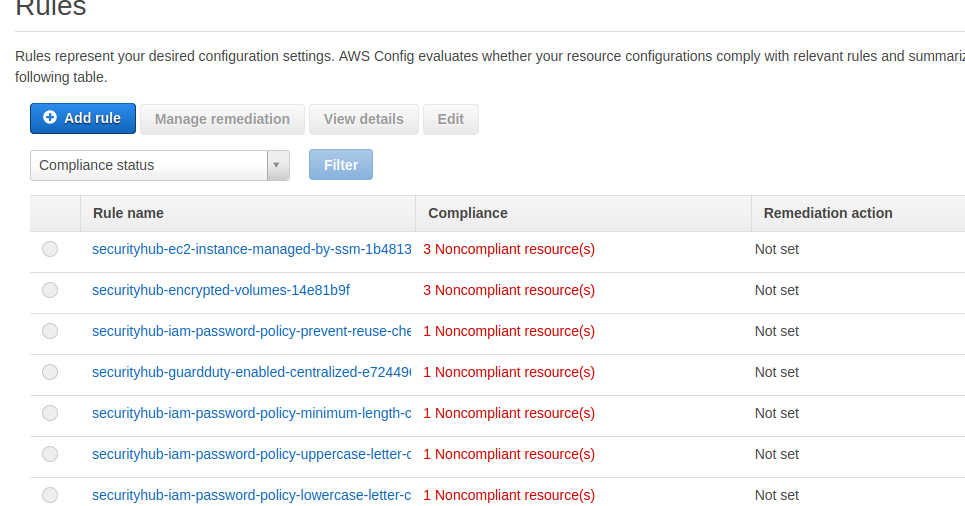 Rules
Rules represent your desired configuration settings. AWS Config evaluates whether your resource configurations comply with relevant rules and
following table.
Add rule Manage remediation View details Edit
Compliance status Filter
Rule name Compliance Remediation action
securityhub-ec2-instance-managed-by-ssm-1b4813 3 Noncompliant resource(s) Not set
securityhub-encrypted-volumes-14e81b9f 3 Noncompliant resource(s) Not set
securityhub-iam-password-policy-prevent-reuse-che 1 Noncompliant resource(s) Not set
securityhub-guardduty-enabled-centralized-e72449 1 Noncompliant resource(s) Not set
securityhub-iam-password-policy-minimum-length-c 1 Noncompliant resource(s) Not set
securityhub-iam-password-policy-uppercase-letter-c 1 Noncompliant resource(s) Not set
securityhub-iam-password-policy-lowercase-letter-c 1 Noncompliant resource(s) Not set